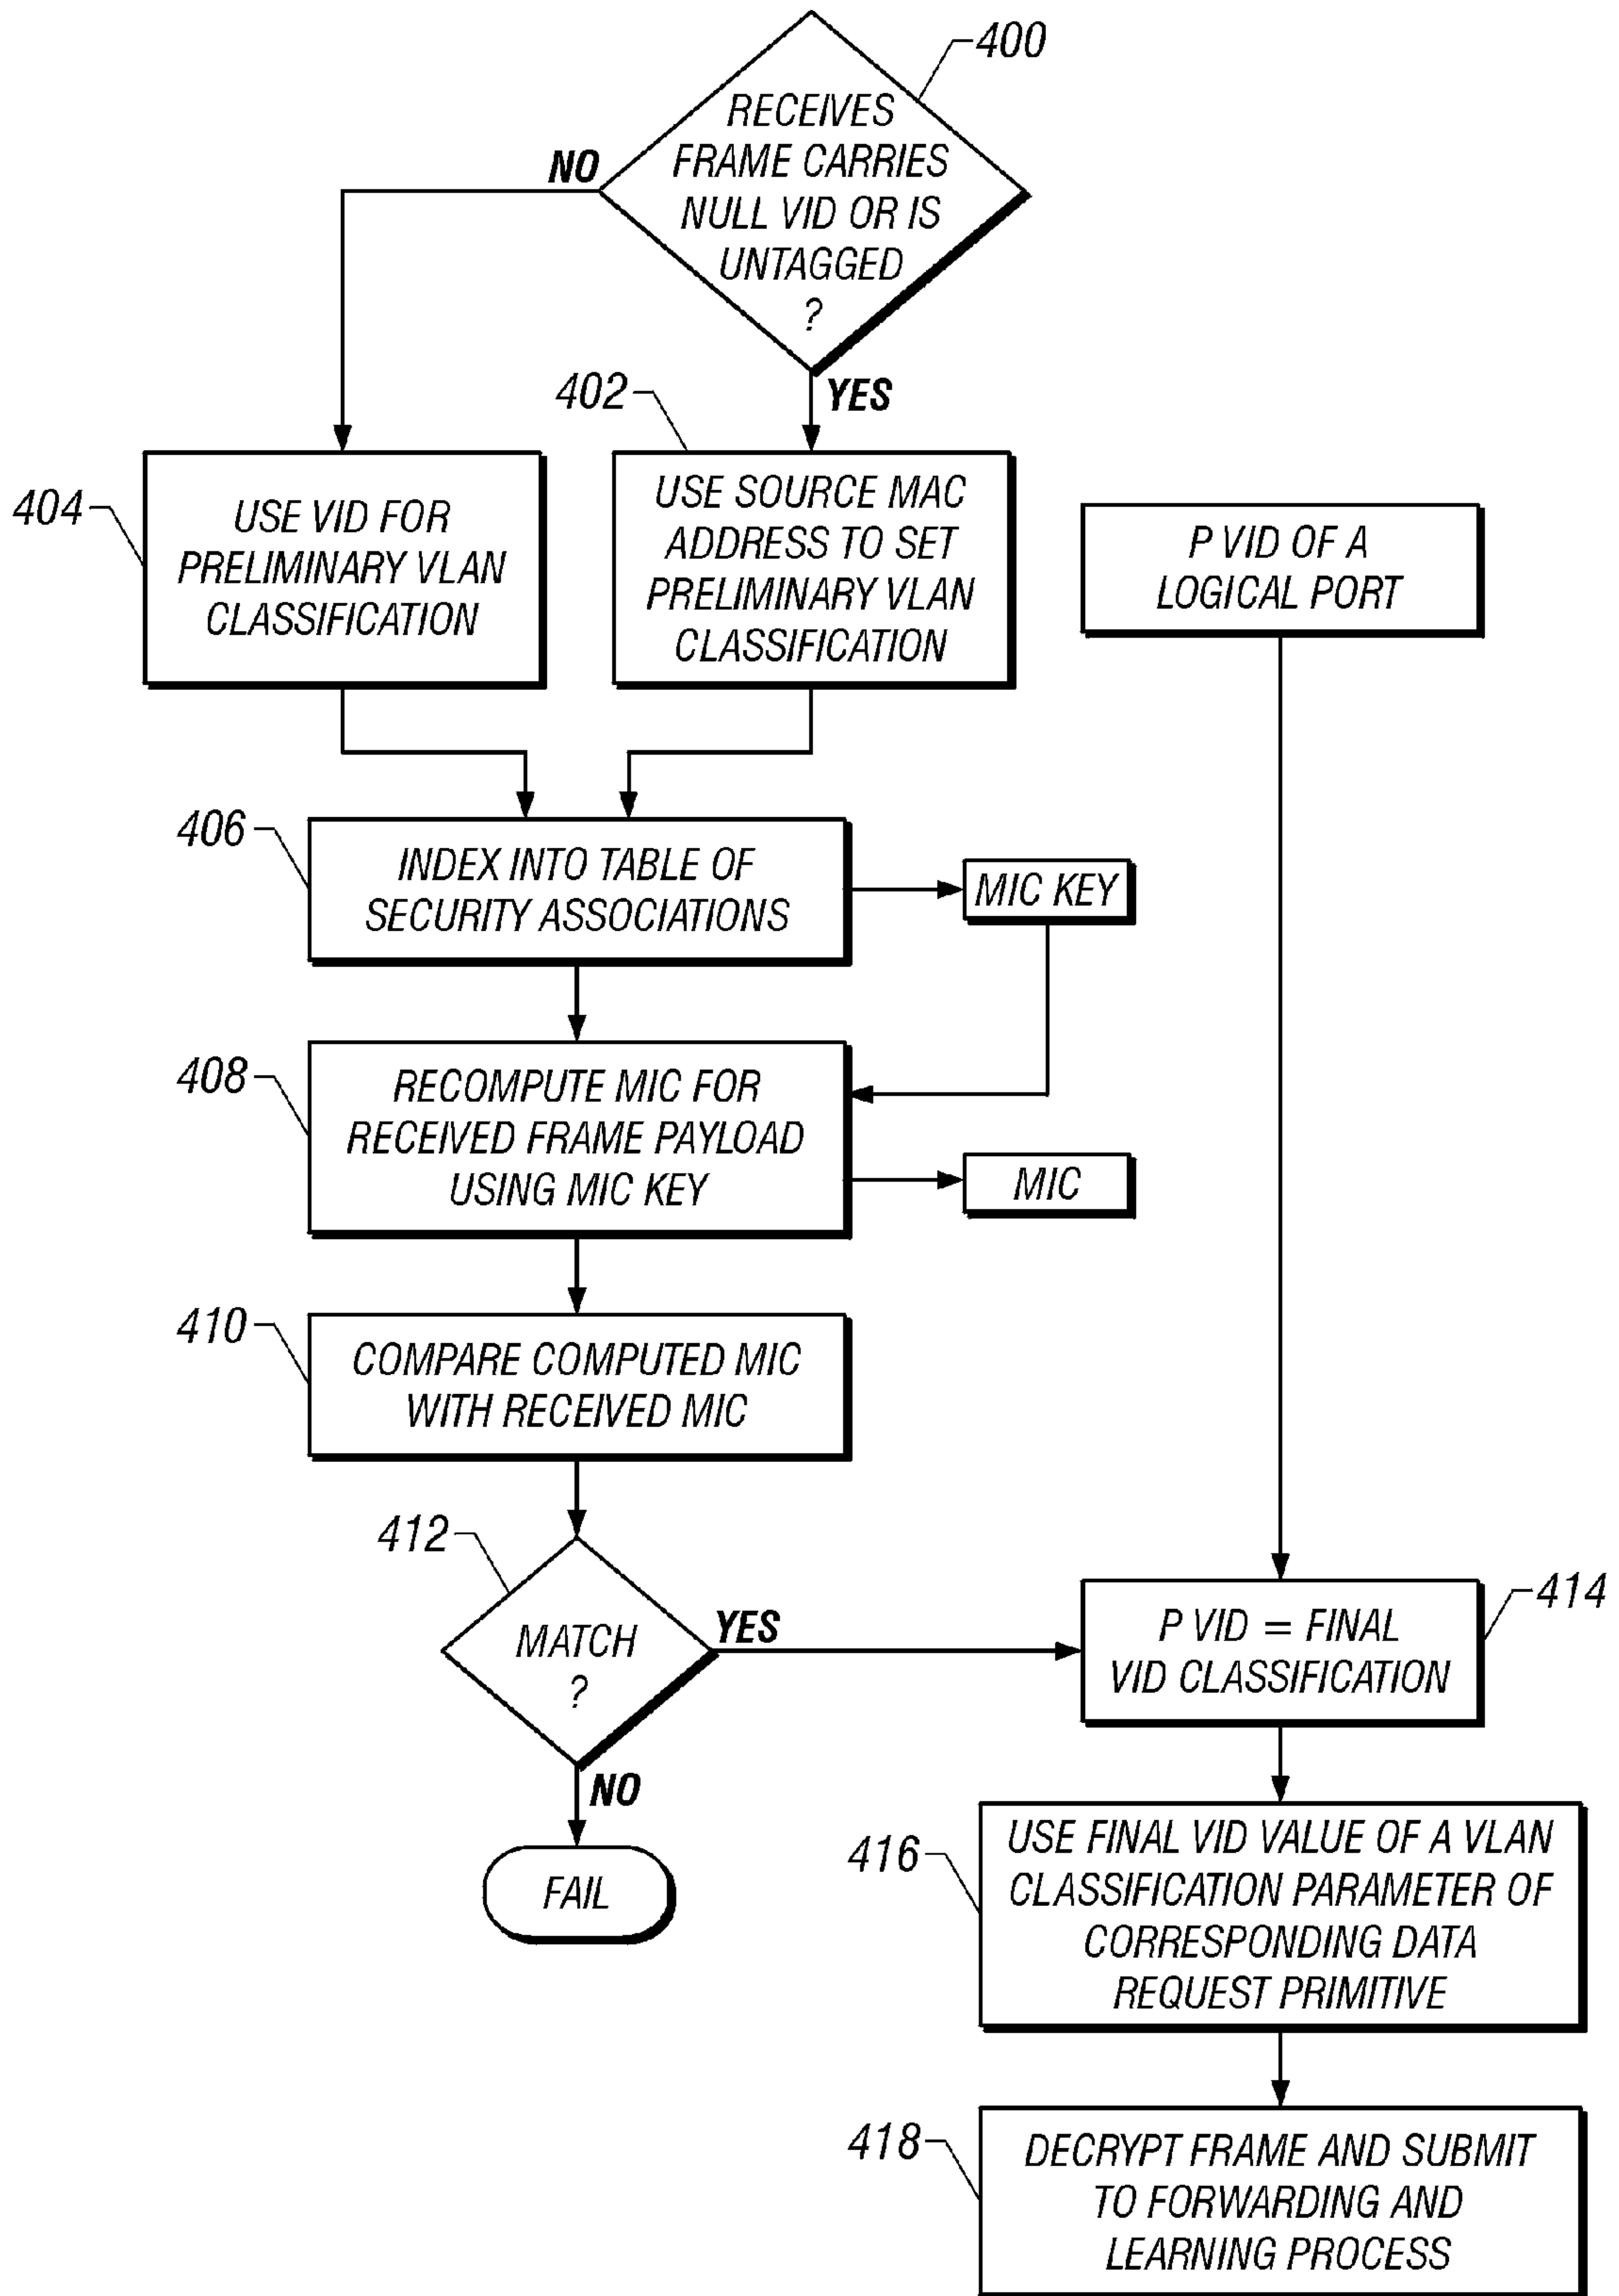 400
RECEIVES
FRAME CARRIES
NULL VID OR IS
UNTAGGED
?
NO
YES
404
USE VID FOR
PRELIMINARY VLAN
CLASSIFICATION
402
USE SOURCE MAC
ADDRESS TO SET
PRELIMINARY VLAN
CLASSIFICATION
P VID OF A
LOGICAL PORT
406
INDEX INTO TABLE OF
SECURITY ASSOCIATIONS
MIC KEY
408
RECOMPUTE MIC FOR
RECEIVED FRAME PAYLOAD
USING MIC KEY
MIC
410
COMPARE COMPUTED MIC
WITH RECEIVED MIC
412
MATCH
?
YES
NO
FAIL
414
P VID = FINAL
VID CLASSIFICATION
416
USE FINAL VID VALUE OF A VLAN
CLASSIFICATION PARAMETER OF
CORRESPONDING DATA
REQUEST PRIMITIVE
418
DECRYPT FRAME AND SUBMIT
TO FORWARDING AND
LEARNING PROCESS